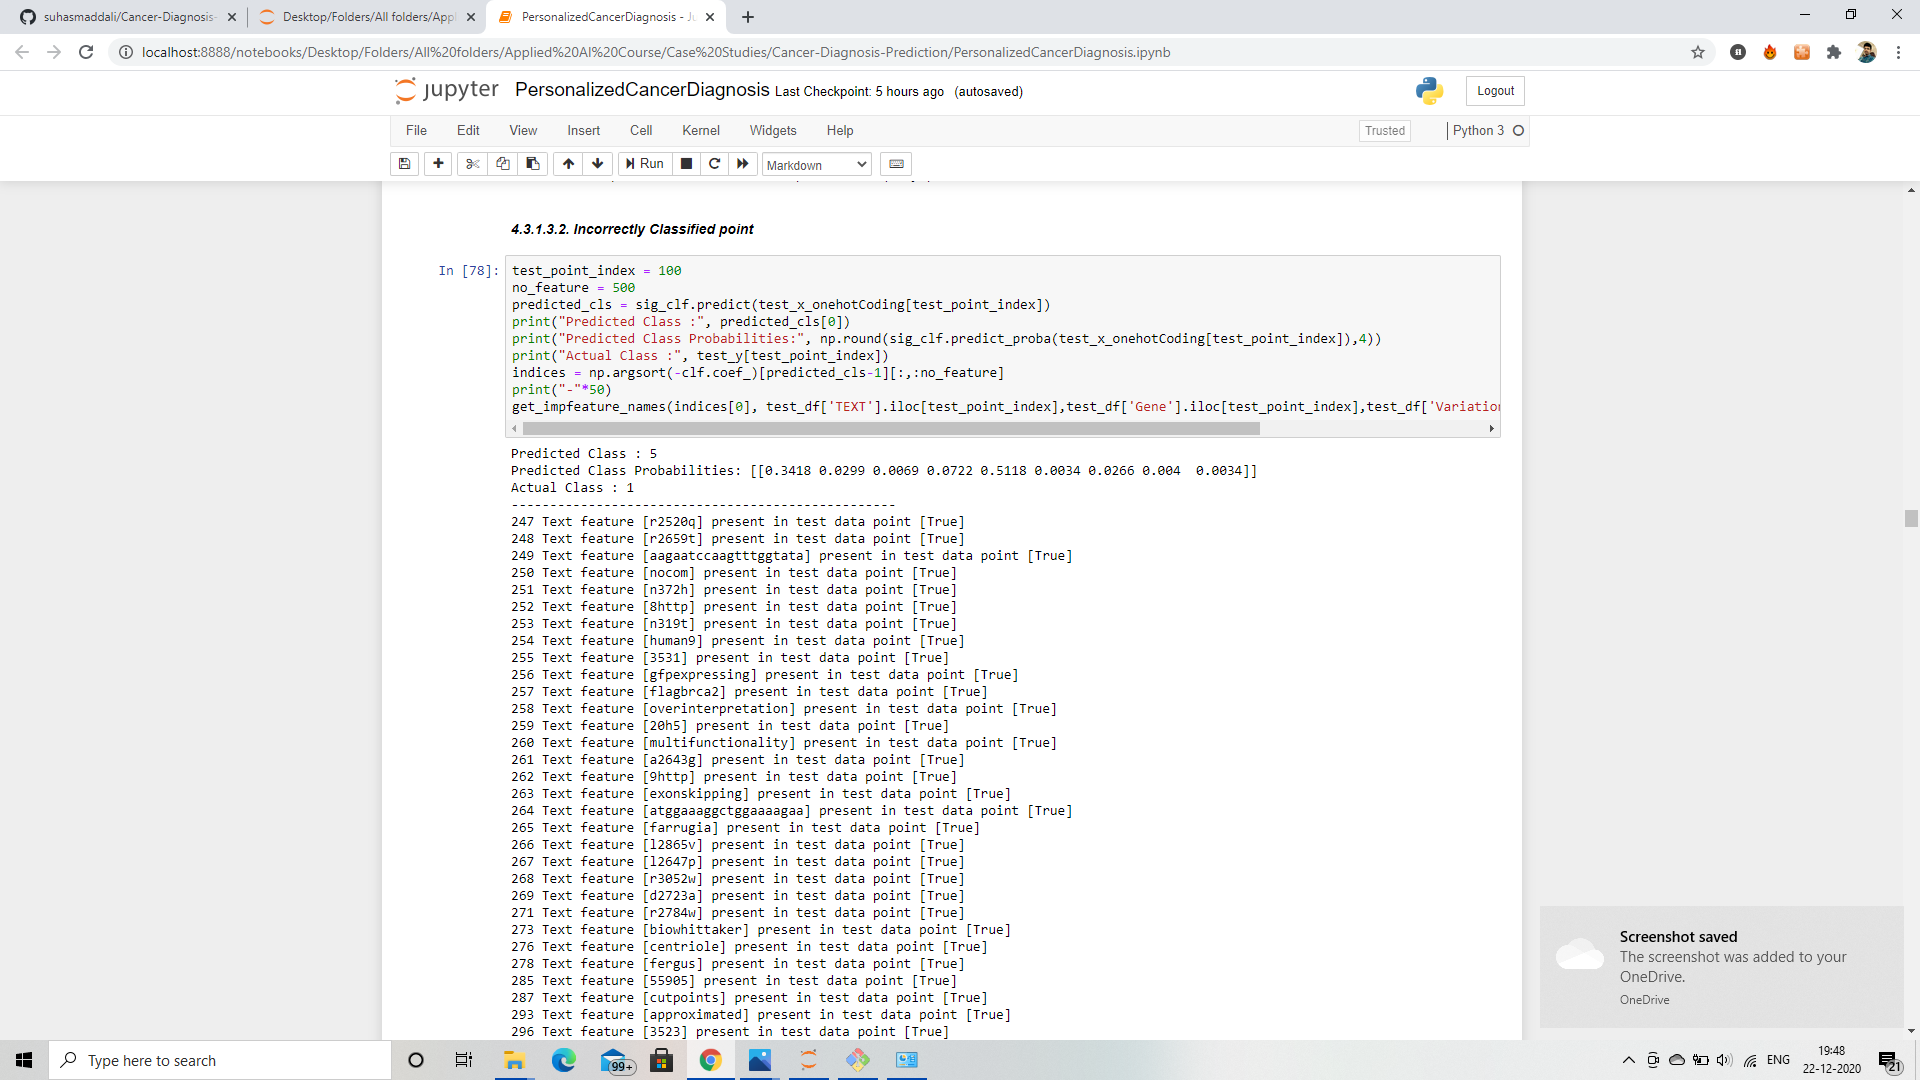 suhasmaddali/Cancer-Diagnosis-
Desktop/Folders/All folders/Appl
PersonalizedCancerDiagnosis - Ju
localhost:8888/notebooks/Desktop/Folders/All%20folders/Applied%20AI%20Course/Case%20Studies/Cancer-Diagnosis-Prediction/PersonalizedCancerDiagnosis.ipynb
jupyter PersonalizedCancerDiagnosis Last Checkpoint: 5 hours ago (autosaved)
Logout
File Edit View Insert Cell Kernel Widgets Help
Trusted
Python 3
Run
Markdown
4.3.1.3.2. Incorrectly Classified point
In [78]:
test_point_index = 100
no_feature = 500
predicted_cls = sig_clf.predict(test_x_onehotCoding[test_point_index])
print("Predicted Class :", predicted_cls[0])
print("Predicted Class Probabilities:", np.round(sig_clf.predict_proba(test_x_onehotCoding[test_point_index]),4))
print("Actual Class :", test_y[test_point_index])
indices = np.argsort(-clf.coef_)[predicted_cls-1][:,:no_feature]
print("-"*50)
get_impfeature_names(indices[0], test_df['TEXT'].iloc[test_point_index],test_df['Gene'].iloc[test_point_index],test_df['Variation
Predicted Class : 5
Predicted Class Probabilities: [[0.3418 0.0299 0.0069 0.0722 0.5118 0.0034 0.0266 0.004  0.0034]]
Actual Class : 1
--------------------------------------------------
247 Text feature [r2520q] present in test data point [True]
248 Text feature [r2659t] present in test data point [True]
249 Text feature [aagaatccaagtttggtata] present in test data point [True]
250 Text feature [nocom] present in test data point [True]
251 Text feature [n372h] present in test data point [True]
252 Text feature [8http] present in test data point [True]
253 Text feature [n319t] present in test data point [True]
254 Text feature [human9] present in test data point [True]
255 Text feature [3531] present in test data point [True]
256 Text feature [gfpexpressing] present in test data point [True]
257 Text feature [flagbrca2] present in test data point [True]
258 Text feature [overinterpretation] present in test data point [True]
259 Text feature [20h5] present in test data point [True]
260 Text feature [multifunctionality] present in test data point [True]
261 Text feature [a2643g] present in test data point [True]
262 Text feature [9http] present in test data point [True]
263 Text feature [exonskipping] present in test data point [True]
264 Text feature [atggaaaggctggaaaagaa] present in test data point [True]
265 Text feature [farrugia] present in test data point [True]
266 Text feature [l2865v] present in test data point [True]
267 Text feature [l2647p] present in test data point [True]
268 Text feature [r3052w] present in test data point [True]
269 Text feature [d2723a] present in test data point [True]
271 Text feature [r2784w] present in test data point [True]
273 Text feature [biowhittaker] present in test data point [True]
276 Text feature [centriole] present in test data point [True]
278 Text feature [fergus] present in test data point [True]
285 Text feature [55905] present in test data point [True]
287 Text feature [cutpoints] present in test data point [True]
293 Text feature [approximated] present in test data point [True]
296 Text feature [3523] present in test data point [True]
Screenshot saved
The screenshot was added to your
OneDrive.
OneDrive
Type here to search
99+
ENG
19:48
22-12-2020
21